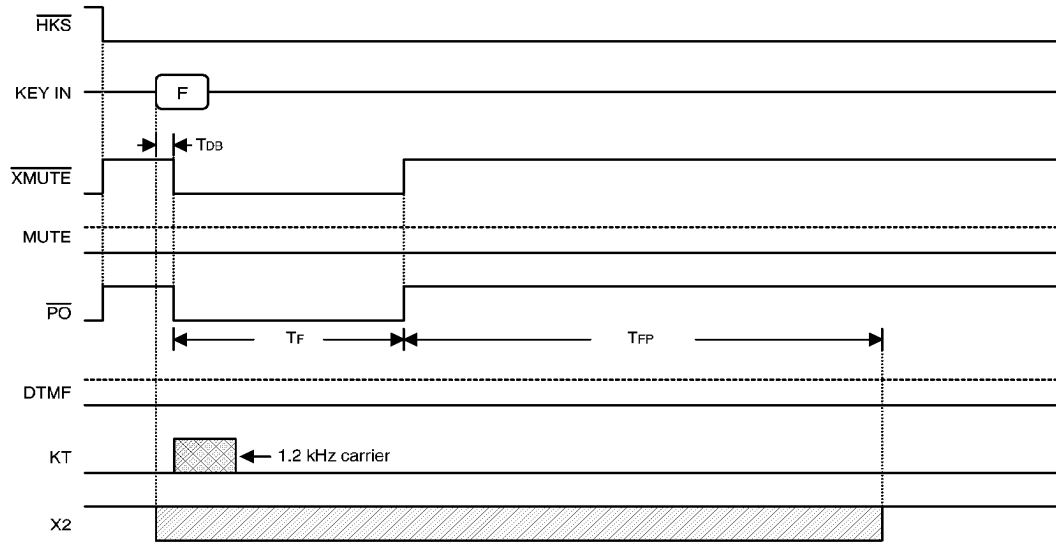 HKS
KEY IN
F
TDB
XMUTE
MUTE
PO
TF
TFP
DTMF
KT
1.2 kHz carrier
X2